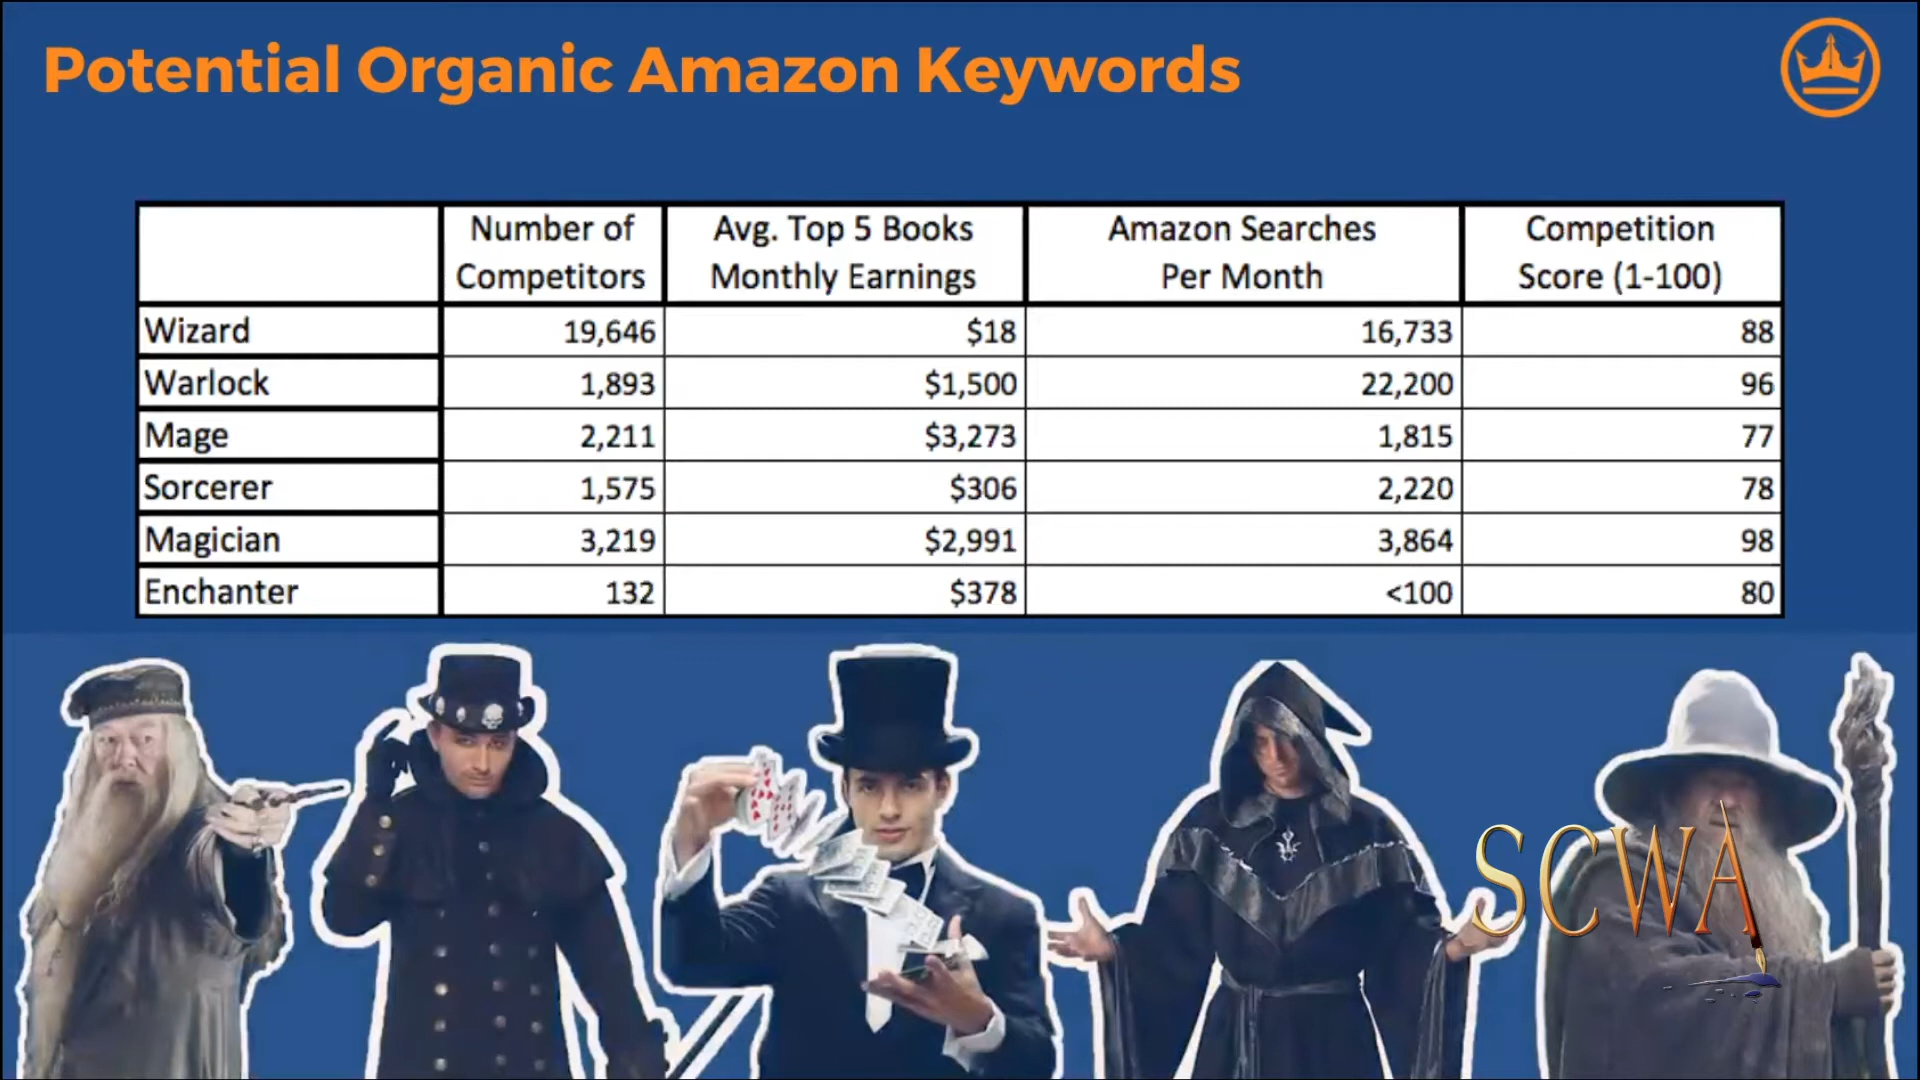 Potential Organic Amazon Keywords
Number of Competitors Avg. Top 5 Books Monthly Earnings Amazon Searches Per Month Competition Score (1-100)
Wizard 19,646 $18 16,733 88
Warlock 1,893 $1,500 22,200 96
Mage 2,211 $3,273 1,815 77
Sorcerer 1,575 $306 2,220 78
Magician 3,219 $2,991 3,864 98
Enchanter 132 $378 <100 80
SCWA